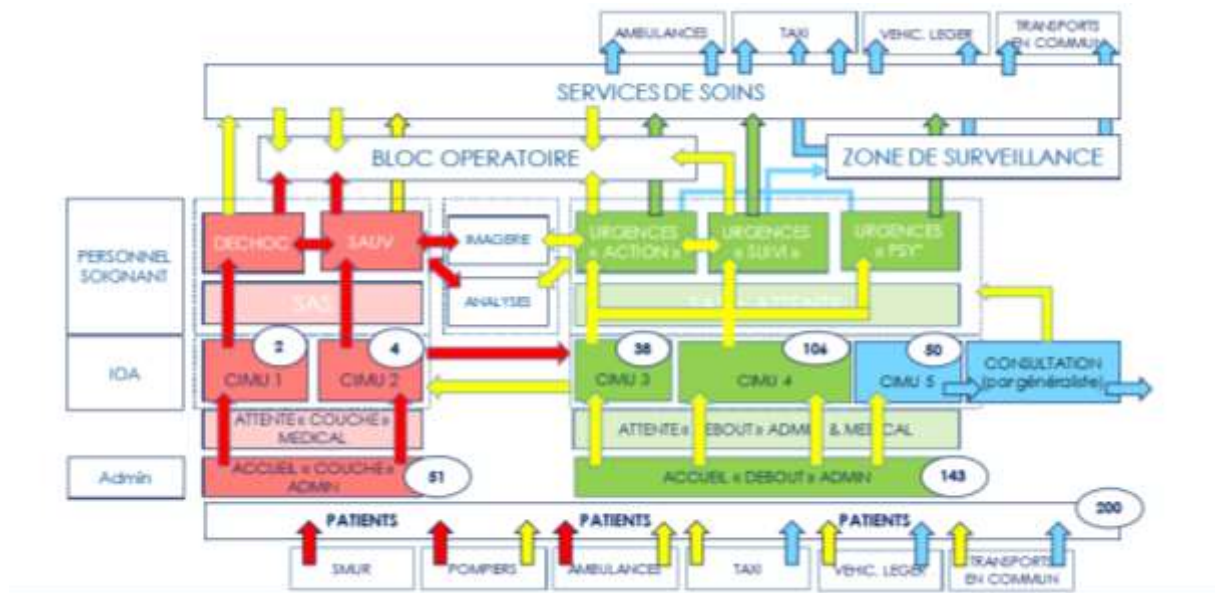 AMBULANCES
TAXI
VEHIC. LEGER
TRANSPORTS
EN COMMUN
SERVICES DE SOINS
BLOC OPERATOIRE
ZONE DE SURVEILLANCE
PERSONNEL
SOIGNANT
DECHOC
SAUV
IMAGERIE
URGENCES
« ACTION »
URGENCES
« SUIVI »
URGENCES
« PSY"
SAS
ANALYSES
IOA
2
CIMU 1
4
CIMU 2
38
CIMU 3
CIMU 4
50
CIMU 5
CONSULTATION
(par généraliste)
ATTENTE « COUCHE »
MEDICAL
ATTENTE « DEBOUT » ADMIN & MEDICAL
Admin
ACCUEIL « COUCHE »
ADMIN
51
ACCUEIL « DEBOUT » ADMIN
143
PATIENTS
PATIENTS
PATIENTS
200
SMUR
POMPIERS
AMBULANCES
TAXI
VEHIC. LEGER
TRANSPORTS
EN COMMUN